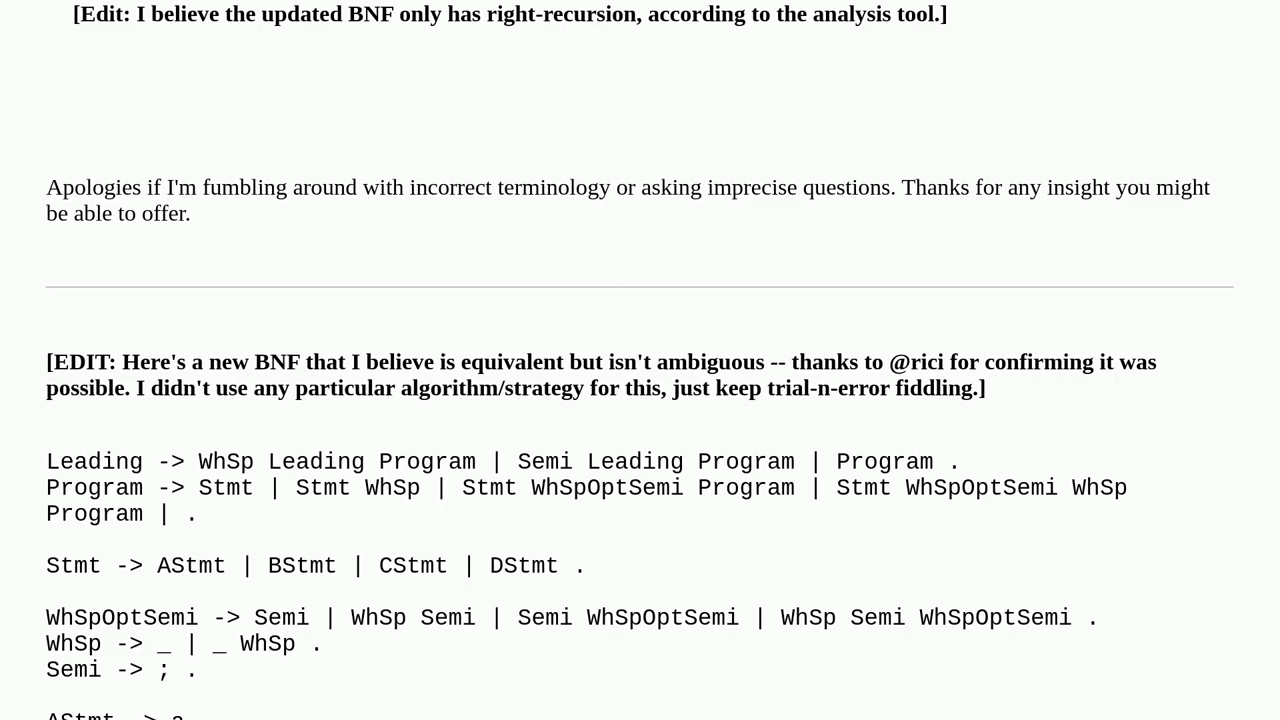 [Edit: I believe the updated BNF only has right-recursion, according to the analysis tool.]
Apologies if I'm fumbling around with incorrect terminology or asking imprecise questions. Thanks for any insight you might
be able to offer.
[EDIT: Here's a new BNF that I believe is equivalent but isn't ambiguous -- thanks to @rici for confirming it was
possible. I didn't use any particular algorithm/strategy for this, just keep trial-n-error fiddling.]
Leading -> WhSp Leading Program | Semi Leading Program | Program .
Program -> Stmt | Stmt WhSp | Stmt WhSpOptSemi Program | Stmt WhSpOptSemi WhSp
Program | .
Stmt -> AStmt | BStmt | CStmt | DStmt .
WhSpOptSemi -> Semi | WhSp Semi | Semi WhSpOptSemi | WhSp Semi WhSpOptSemi .
WhSp -> _ | _ WhSp .
Semi -> ; .
AStmt -> a